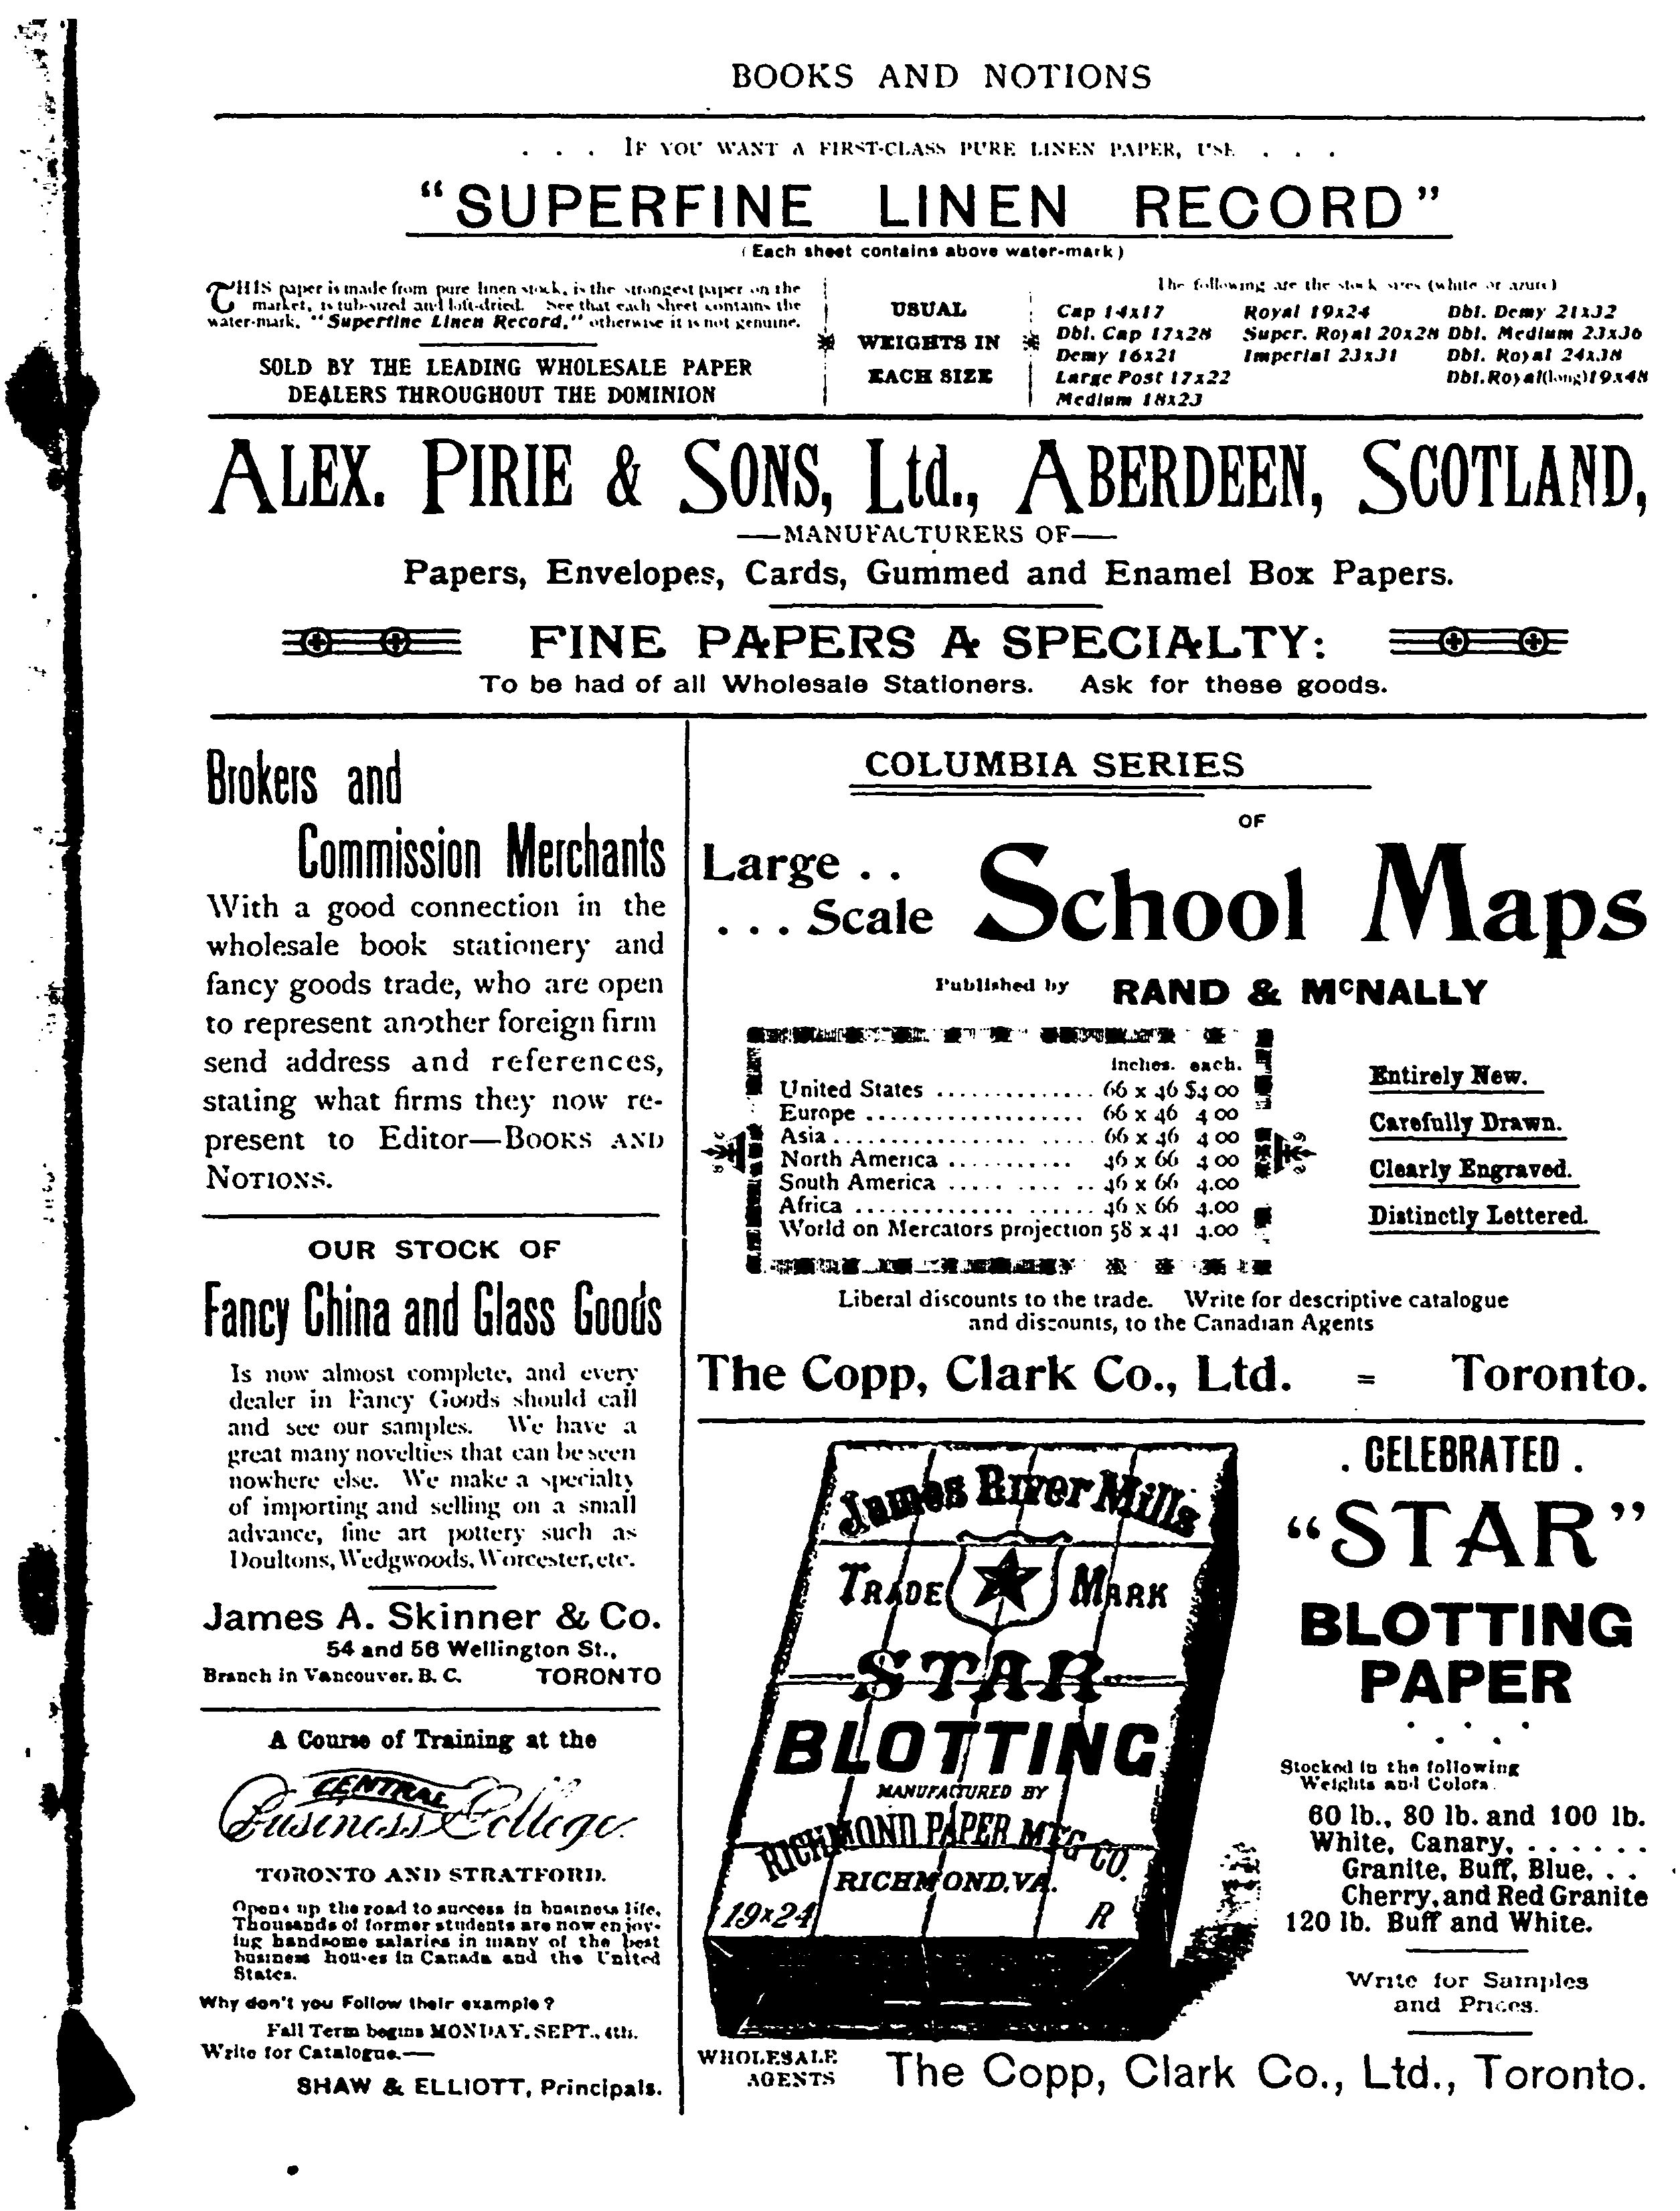 BOOKS AND NOTIONS
. . . IF YOU WANT A FIRST-CLASS PURE LINEN PAPER, USE . . .
"SUPERFINE LINEN RECORD"
(Each sheet contains above water-mark)
THIS paper is made from pure linen stock, is the strongest paper on the
market, is tub-sized and loft-dried. See that each sheet contains the
water-mark, "Superfine Linen Record," otherwise it is not genuine.
SOLD BY THE LEADING WHOLESALE PAPER
DEALERS THROUGHOUT THE DOMINION
USUAL
WEIGHTS IN
EACH SIZE
The following are the stock sizes (white or azure)
Cap 14x17 Royal 19x24 Dbl. Demy 21x32
Dbl. Cap 17x28 Super. Royal 20x28 Dbl. Medium 23x36
Demy 16x21 Imperial 23x31 Dbl. Royal 24x38
Large Post 17x22 Dbl. Royal (long) 19x48
Medium 18x23
ALEX. PIRIE & SONS, Ltd., ABERDEEN, SCOTLAND,
—MANUFACTURERS OF—
Papers, Envelopes, Cards, Gummed and Enamel Box Papers.
FINE PAPERS A SPECIALTY:
To be had of all Wholesale Stationers. Ask for these goods.
Brokers and
Commission Merchants
With a good connection in the
wholesale book stationery and
fancy goods trade, who are open
to represent another foreign firm
send address and references,
stating what firms they now re-
present to Editor—BOOKS AND
NOTIONS.
OUR STOCK OF
Fancy China and Glass Goods
Is now almost complete, and every
dealer in Fancy Goods should call
and see our samples. We have a
great many novelties that can be seen
nowhere else. We make a specialty
of importing and selling on a small
advance, fine art pottery such as
Doultons, Wedgwoods, Worcester, etc.
James A. Skinner & Co.
54 and 56 Wellington St.,
Branch in Vancouver, B. C. TORONTO
A Course of Training at the
CENTRAL
Business College
TORONTO AND STRATFORD.
Opens up the road to success in business life.
Thousands of former students are now enjoy-
ing handsome salaries in many of the best
business houses in Canada and the United
States.
Why don't you Follow their example?
Fall Term begins MONDAY, SEPT., 4th.
Write for Catalogue.—
SHAW & ELLIOTT, Principals.
COLUMBIA SERIES
OF
Large . .
. . . Scale School Maps
Published by RAND & McNALLY
inches. each.
United States .............. 66 x 46 $4 00
Europe ................... 66 x 46 4 00
Asia.................... ..... 66 x 46 4 00
North America ........... 46 x 66 4 00
South America ..... .... .. 46 x 66 4.00
Africa .............. ...... 46 x 66 4.00
World on Mercators projection 58 x 41 4.00
Entirely New.
Carefully Drawn.
Clearly Engraved.
Distinctly Lettered.
Liberal discounts to the trade. Write for descriptive catalogue
and discounts, to the Canadian Agents
The Copp, Clark Co., Ltd. = Toronto.
James River Mills
TRADE MARK
STAR
BLOTTING
MANUFACTURED BY
RICHMOND PAPER MFG CO.
RICHMOND, VA.
19x24 R
. CELEBRATED .
"STAR"
BLOTTING
PAPER
Stocked in the following
Weights and Colors.
60 lb., 80 lb. and 100 lb.
White, Canary, . . . . . .
Granite, Buff, Blue, . .
Cherry, and Red Granite
120 lb. Buff and White.
Write for Samples
and Prices.
WHOLESALE
AGENTS
The Copp, Clark Co., Ltd., Toronto.